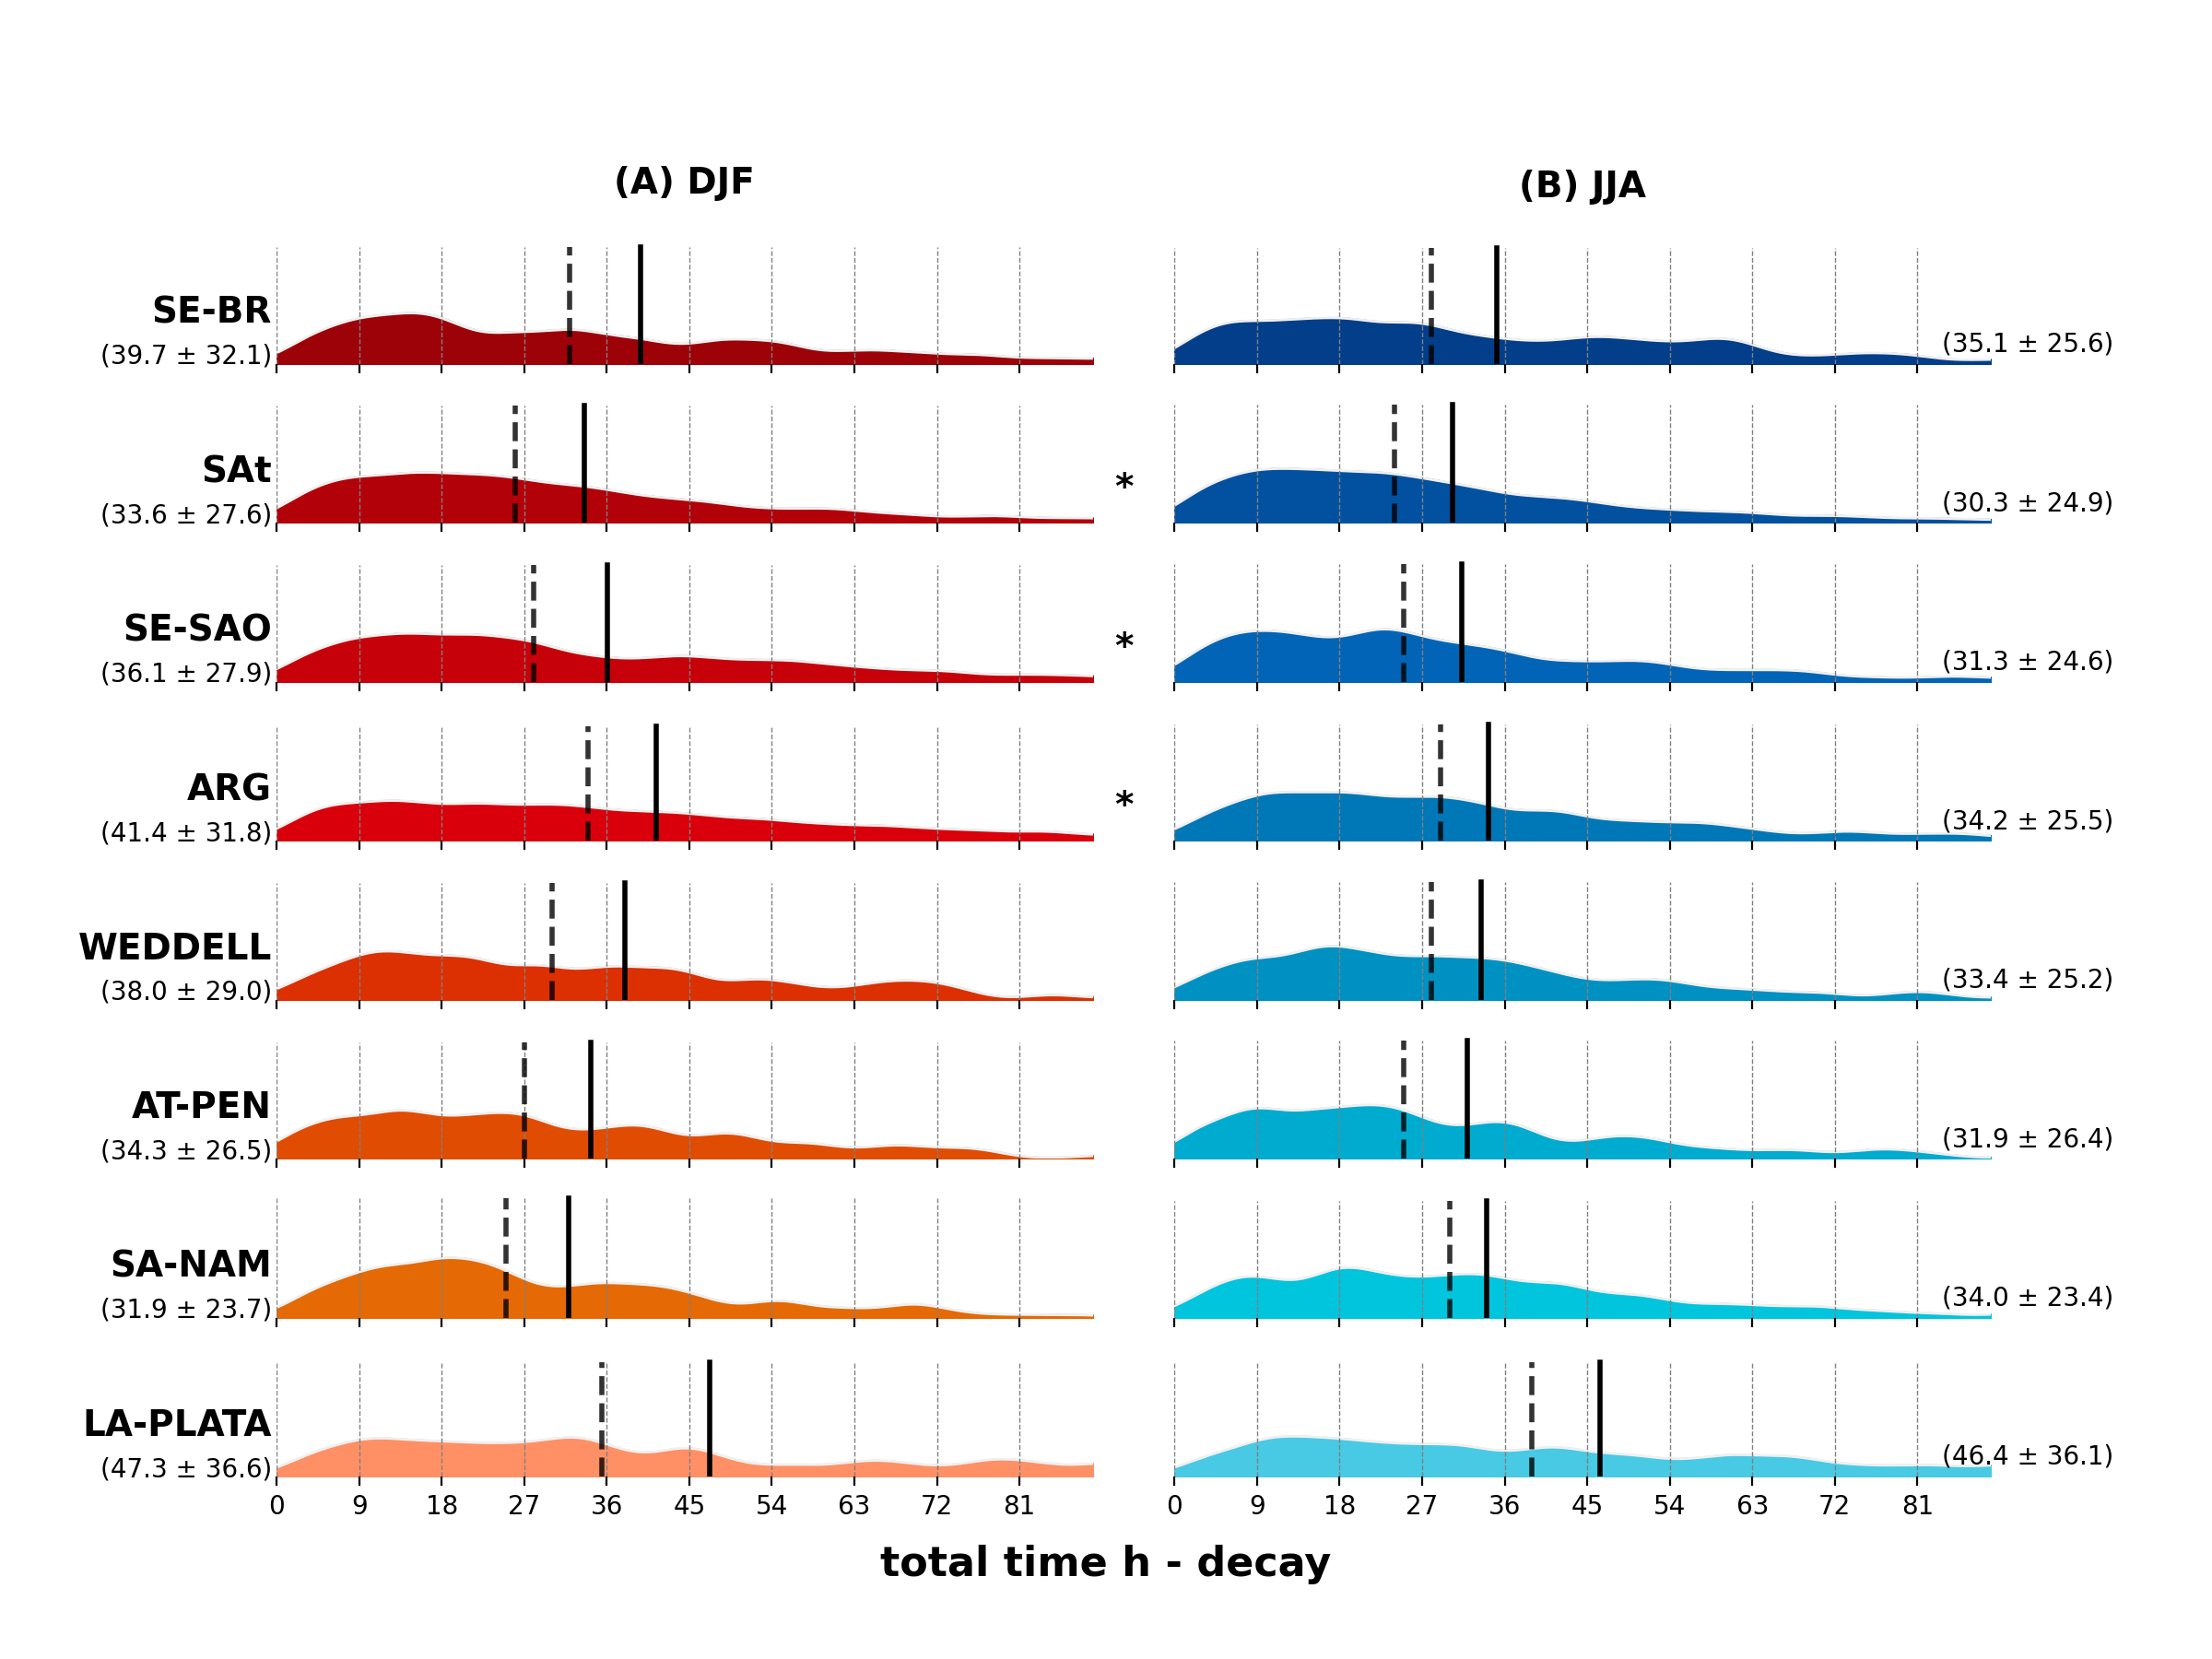 (A) DJF
(B) JJA
SE-BR
(39.7 ± 32.1)
(35.1 ± 25.6)
SAt
(33.6 ± 27.6)
*
(30.3 ± 24.9)
SE-SAO
(36.1 ± 27.9)
*
(31.3 ± 24.6)
ARG
(41.4 ± 31.8)
*
(34.2 ± 25.5)
WEDDELL
(38.0 ± 29.0)
(33.4 ± 25.2)
AT-PEN
(34.3 ± 26.5)
(31.9 ± 26.4)
SA-NAM
(31.9 ± 23.7)
(34.0 ± 23.4)
LA-PLATA
(47.3 ± 36.6)
(46.4 ± 36.1)
0 9 18 27 36 45 54 63 72 81
0 9 18 27 36 45 54 63 72 81
total time h - decay